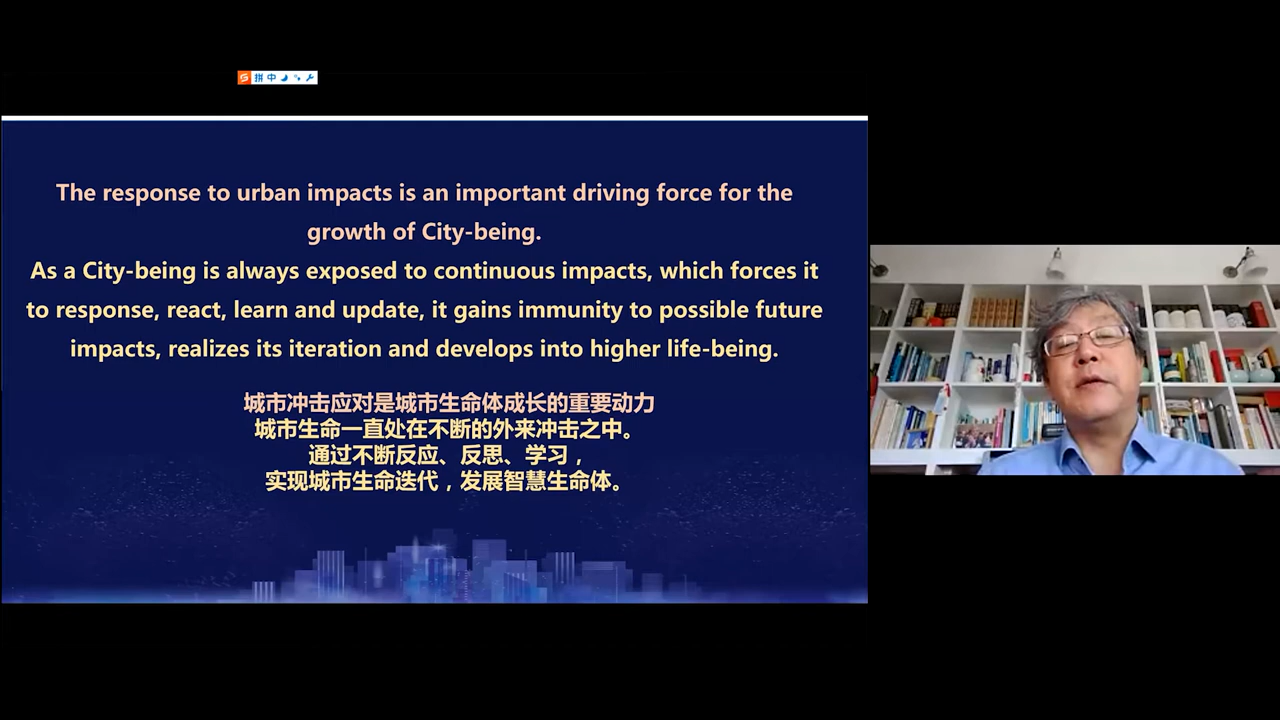 拼中
The response to urban impacts is an important driving force for the
growth of City-being.
As a City-being is always exposed to continuous impacts, which forces it
to response, react, learn and update, it gains immunity to possible future
impacts, realizes its iteration and develops into higher life-being.
城市冲击应对是城市生命体成长的重要动力
城市生命一直处在不断的外来冲击之中。
通过不断反应、反思、学习，
实现城市生命迭代，发展智慧生命体。